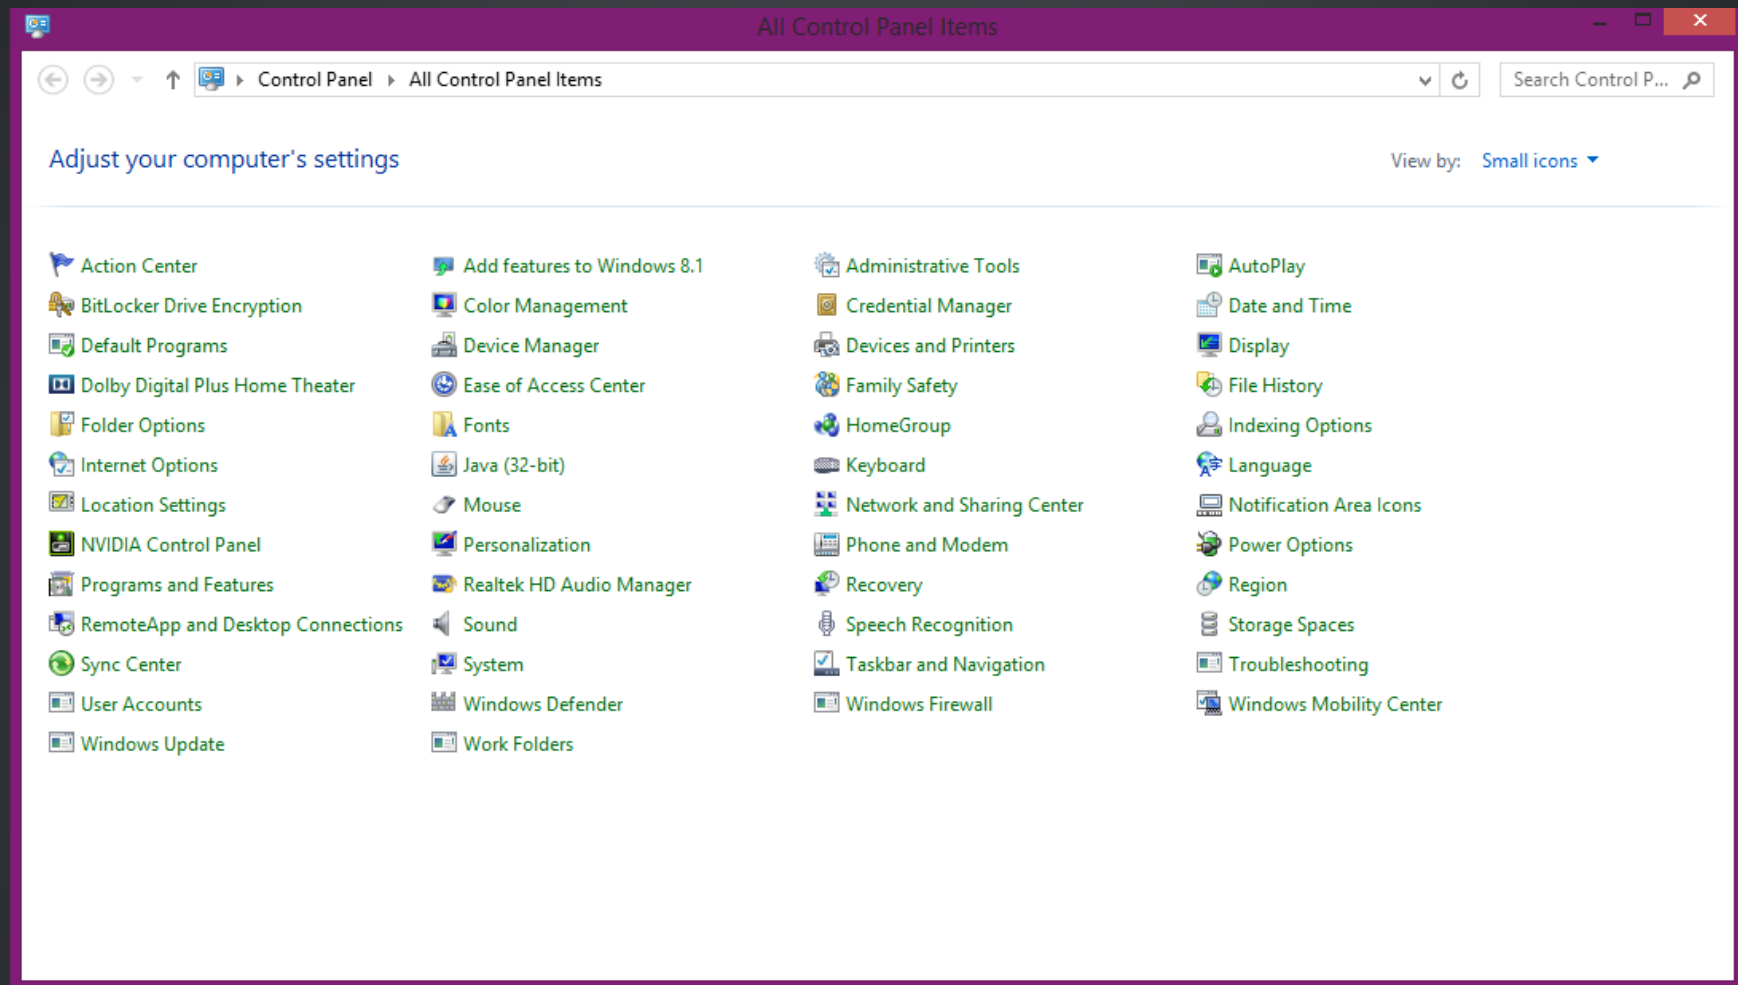 All Control Panel Items
Control Panel All Control Panel Items
Search Control P...
Adjust your computer's settings
View by: Small icons
Action Center Add features to Windows 8.1 Administrative Tools AutoPlay
BitLocker Drive Encryption Color Management Credential Manager Date and Time
Default Programs Device Manager Devices and Printers Display
Dolby Digital Plus Home Theater Ease of Access Center Family Safety File History
Folder Options Fonts HomeGroup Indexing Options
Internet Options Java (32-bit) Keyboard Language
Location Settings Mouse Network and Sharing Center Notification Area Icons
NVIDIA Control Panel Personalization Phone and Modem Power Options
Programs and Features Realtek HD Audio Manager Recovery Region
RemoteApp and Desktop Connections Sound Speech Recognition Storage Spaces
Sync Center System Taskbar and Navigation Troubleshooting
User Accounts Windows Defender Windows Firewall Windows Mobility Center
Windows Update Work Folders